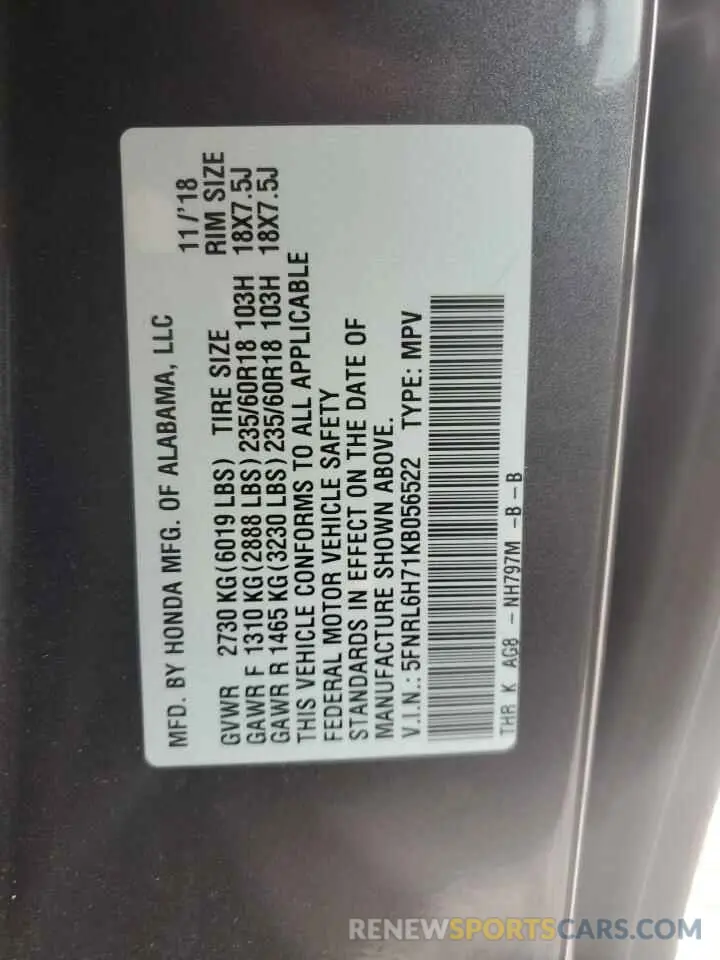 MFD. BY HONDA MFG. OF ALABAMA, LLC 11/'18
GVWR 2730 KG(6019 LBS) TIRE SIZE RIM SIZE
GAWR F 1310 KG(2888 LBS)235/60R18 103H 18X7.5J
GAWR R 1465 KG(3230 LBS)235/60R18 103H 18X7.5J
THIS VEHICLE CONFORMS TO ALL APPLICABLE
FEDERAL MOTOR VEHICLE SAFETY
STANDARDS IN EFFECT ON THE DATE OF
MANUFACTURE SHOWN ABOVE.
V.I.N.: 5FNRL6H71KB056522 TYPE: MPV
THR K AG8 - NH797M -B-B
RENEWSPORTSCARS.COM